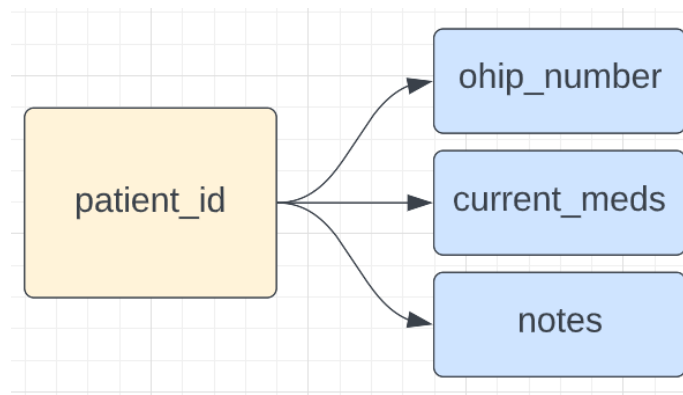 patient_id
ohip_number
current_meds
notes